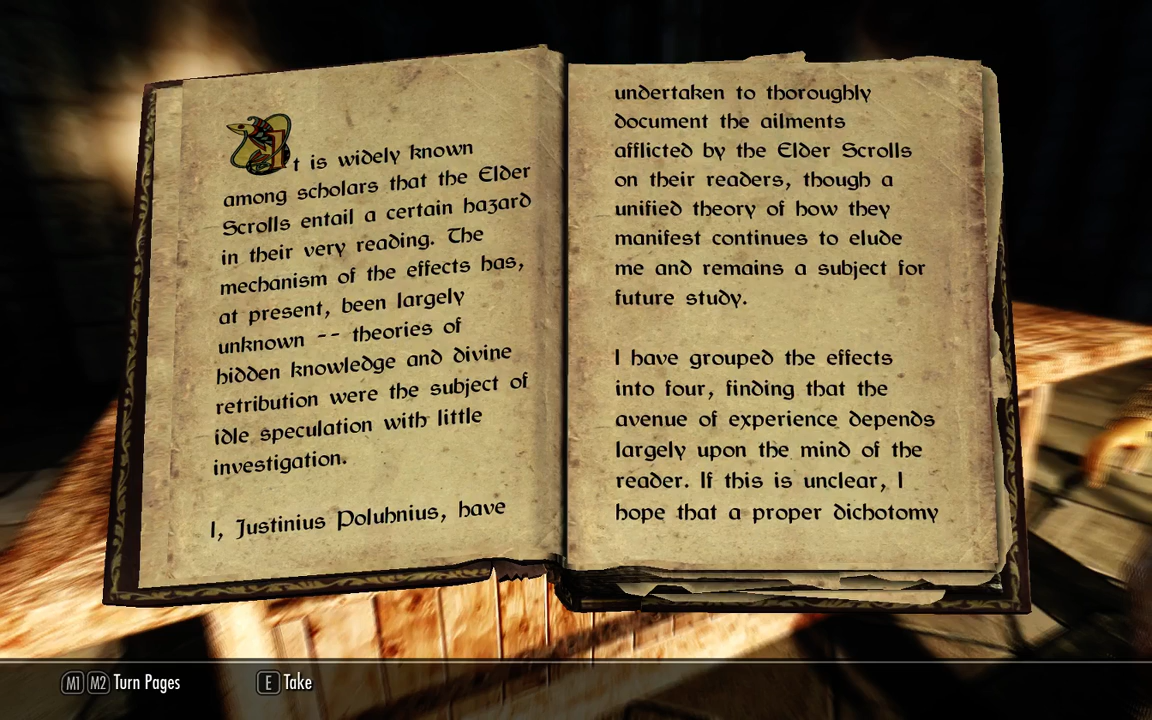 It is widely known
among scholars that the Elder
Scrolls entail a certain hazard
in their very reading. The
mechanism of the effects has,
at present, been largely
unknown -- theories of
hidden knowledge and divine
retribution were the subject of
idle speculation with little
investigation.
I, Justinius Poluhnius, have
undertaken to thoroughly
document the ailments
afflicted by the Elder Scrolls
on their readers, though a
unified theory of how they
manifest continues to elude
me and remains a subject for
future study.
I have grouped the effects
into four, finding that the
avenue of experience depends
largely upon the mind of the
reader. If this is unclear, I
hope that a proper dichotomy
M1 M2 Turn Pages
E Take